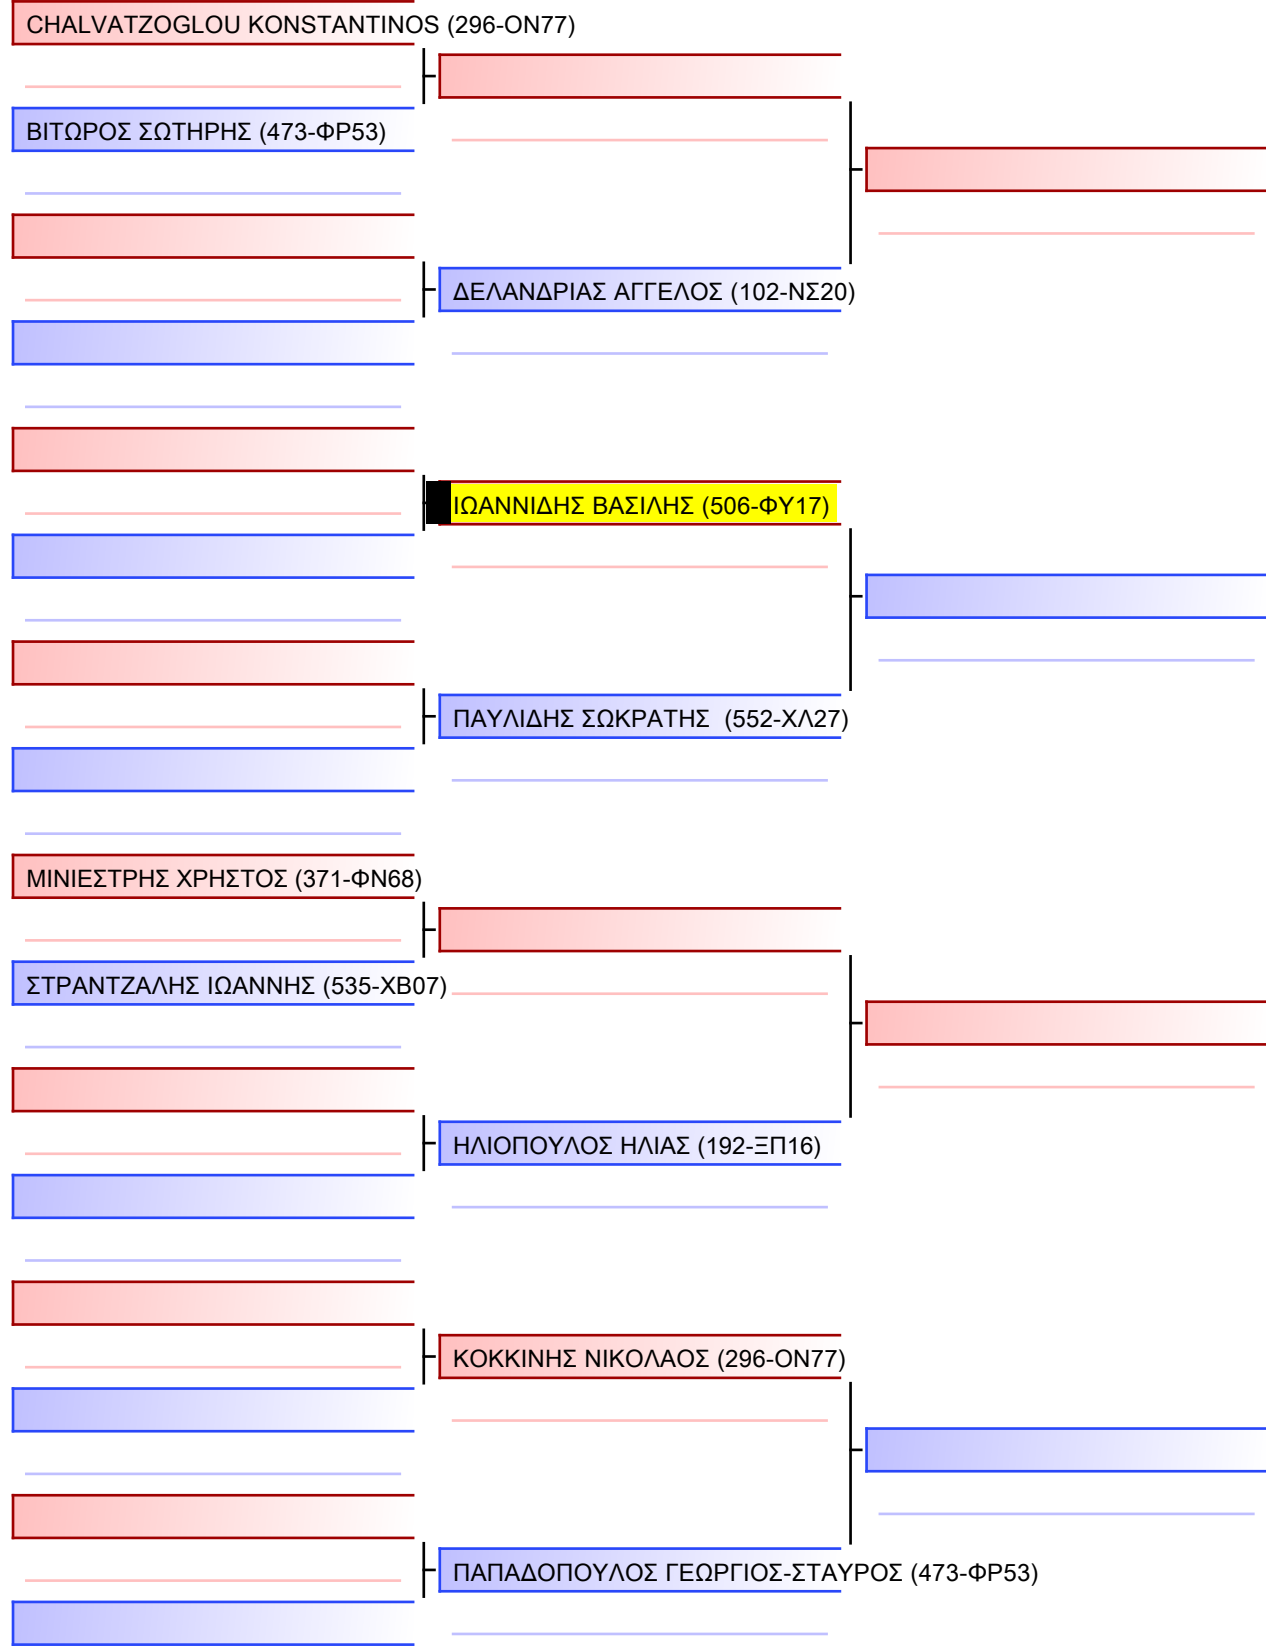 CHALVATZOGLOU KONSTANTINOS (296-ΟΝ77)
ΒΙΤΩΡΟΣ ΣΩΤΗΡΗΣ (473-ΦΡ53)
ΔΕΛΑΝΔΡΙΑΣ ΑΓΓΕΛΟΣ (102-ΝΣ20)
ΙΩΑΝΝΙΔΗΣ ΒΑΣΙΛΗΣ (506-ΦΥ17)
ΠΑΥΛΙΔΗΣ ΣΩΚΡΑΤΗΣ (552-ΧΛ27)
ΜΙΝΙΕΣΤΡΗΣ ΧΡΗΣΤΟΣ (371-ΦΝ68)
ΣΤΡΑΝΤΖΑΛΗΣ ΙΩΑΝΝΗΣ (535-ΧΒ07)
ΗΛΙΟΠΟΥΛΟΣ ΗΛΙΑΣ (192-ΞΠ16)
ΚΟΚΚΙΝΗΣ ΝΙΚΟΛΑΟΣ (296-ΟΝ77)
ΠΑΠΑΔΟΠΟΥΛΟΣ ΓΕΩΡΓΙΟΣ-ΣΤΑΥΡΟΣ (473-ΦΡ53)